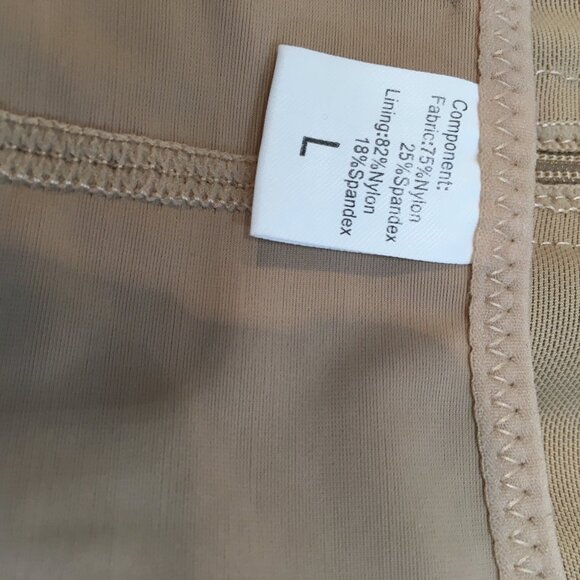 Component:
Fabric:75%Nylon
25%Spandex
Lining:82%Nylon
18%Spandex
L